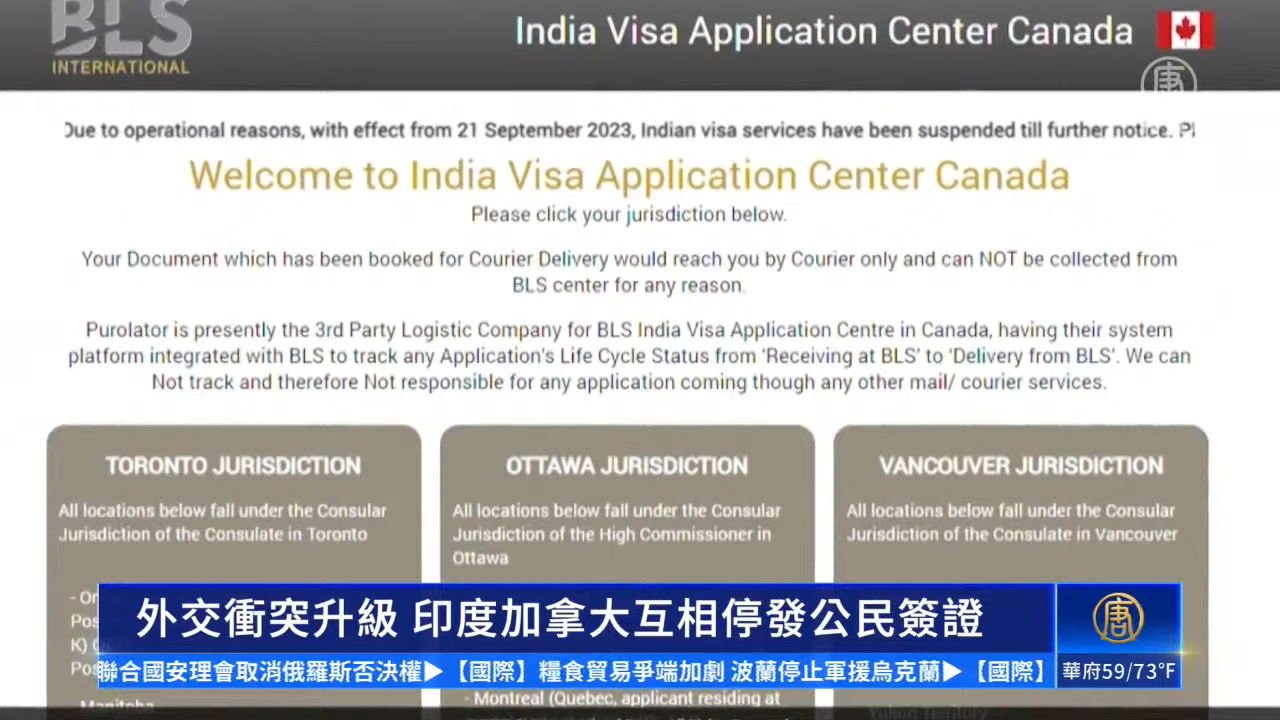 BLS
INTERNATIONAL
India Visa Application Center Canada
唐
Due to operational reasons, with effect from 21 September 2023, Indian visa services have been suspended till further notice.
Welcome to India Visa Application Center Canada
Please click your jurisdiction below.
Your Document which has been booked for Courier Delivery would reach you by Courier only and can NOT be collected from
BLS center for any reason.
Purolator is presently the 3rd Party Logistic Company for BLS India Visa Application Centre in Canada, having their system
platform integrated with BLS to track any Application's Life Cycle Status from 'Receiving at BLS' to 'Delivery from BLS'. We can
Not track and therefore Not responsible for any application coming though any other mail/ courier services.
TORONTO JURISDICTION
All locations below fall under the Consular
Jurisdiction of the Consulate in Toronto
OTTAWA JURISDICTION
All locations below fall under the Consular
Jurisdiction of the High Commissioner in
Ottawa
VANCOUVER JURISDICTION
All locations below fall under the Consular
Jurisdiction of the Consulate in Vancouver
- Montreal (Quebec, applicant residing at
外交衝突升級 印度加拿大互相停發公民簽證
唐
聯合國安理會取消俄羅斯否決權▶【國際】糧食貿易爭端加劇 波蘭停止軍援烏克蘭▶【國際】
華府59/73°F